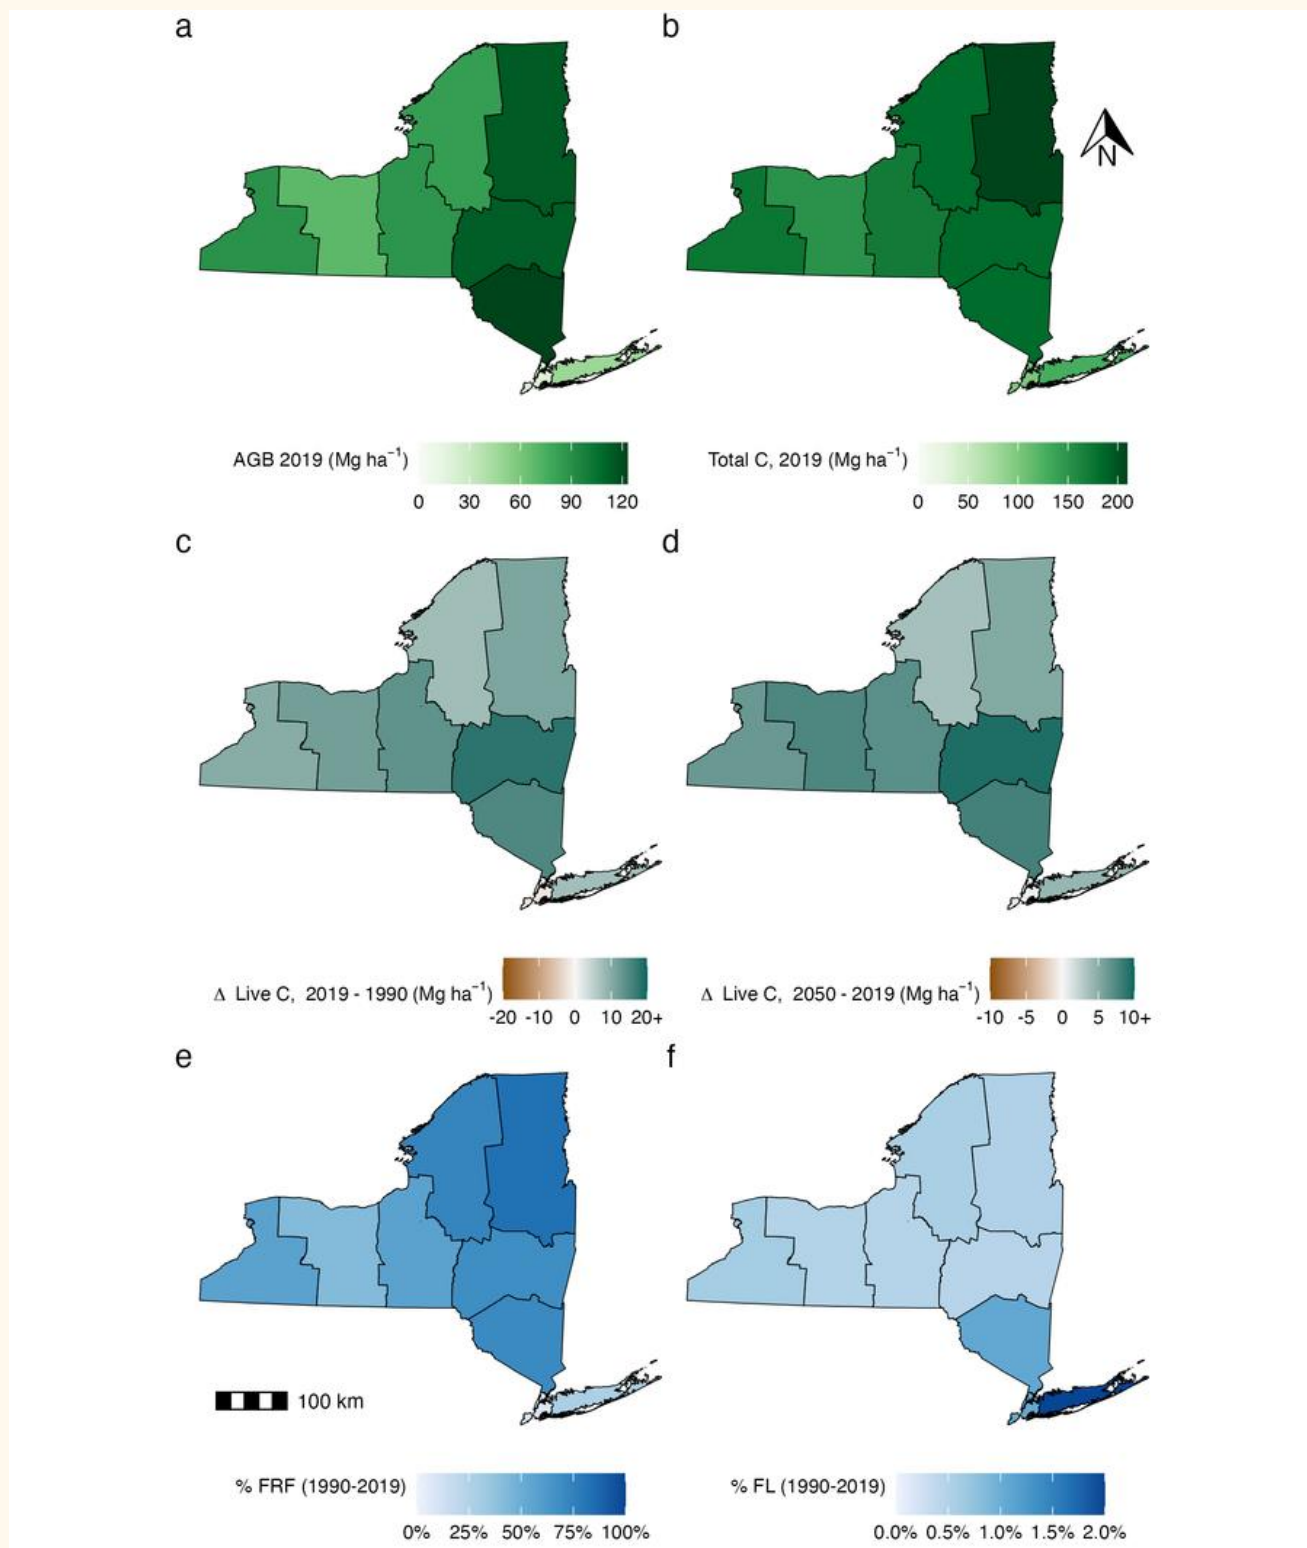 a
b
N
AGB 2019 (Mg ha⁻¹)
0 30 60 90 120
Total C, 2019 (Mg ha⁻¹)
0 50 100 150 200
c
d
Δ Live C, 2019 - 1990 (Mg ha⁻¹)
-20 -10 0 10 20+
Δ Live C, 2050 - 2019 (Mg ha⁻¹)
-10 -5 0 5 10+
e
f
100 km
% FRF (1990-2019)
0% 25% 50% 75% 100%
% FL (1990-2019)
0.0% 0.5% 1.0% 1.5% 2.0%